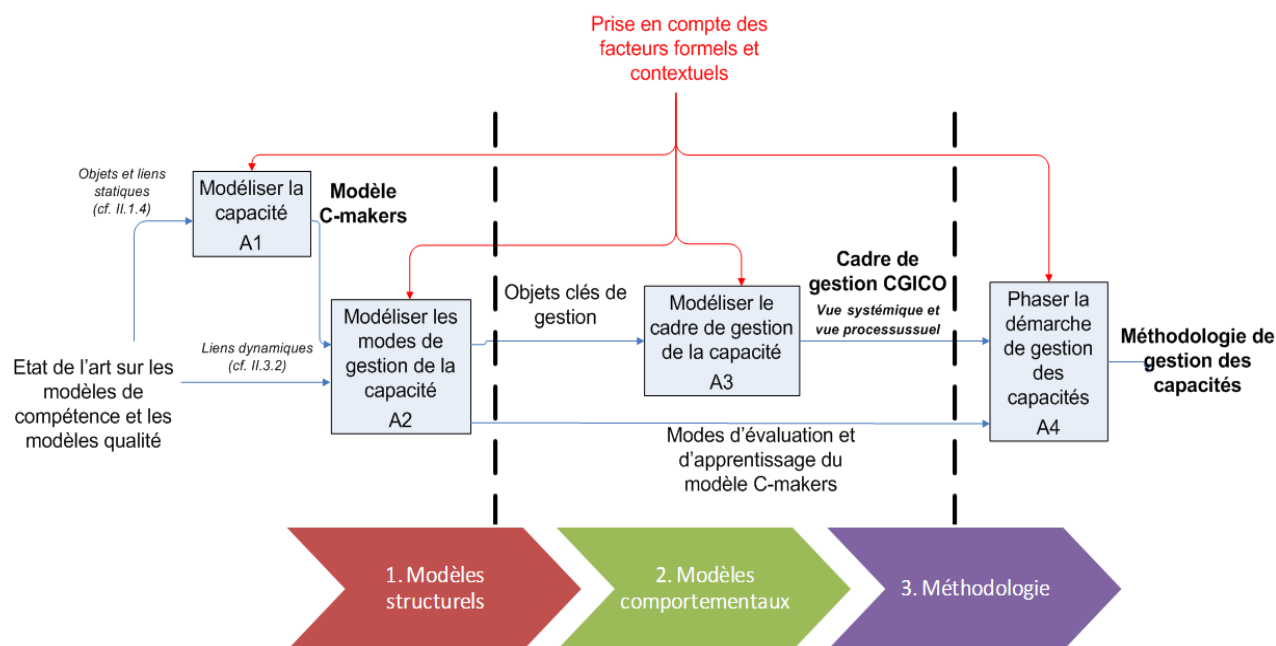 Prise en compte des
facteurs formels et
contextuels
Objets et liens
statiques
(cf. II.1.4)
Modéliser la
capacité
A1
Modèle
C-makers
Etat de l'art sur les
modèles de
compétence et les
modèles qualité
Liens dynamiques
(cf. II.3.2)
Modéliser les
modes de
gestion de la
capacité
A2
Objets clés de
gestion
Modéliser le
cadre de gestion
de la capacité
A3
Cadre de
gestion CGICO
Vue systémique et
vue processussuel
Modes d'évaluation et
d'apprentissage du
modèle C-makers
Phaser la
démarche
de gestion
des
capacités
A4
Méthodologie de
gestion des
capacités
1. Modèles
structurels
2. Modèles
comportementaux
3. Méthodologie